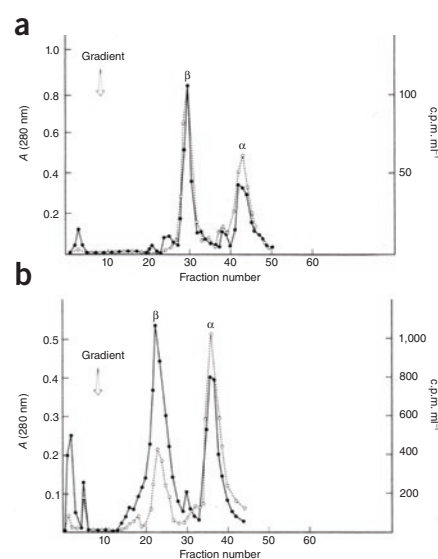 a
1.0
0.8
0.6
0.4
0.2
A (280 nm)
Gradient
β
α
100
50
c.p.m. ml⁻¹
10 20 30 40 50 60
Fraction number
b
0.5
0.4
0.3
0.2
0.1
A (280 nm)
Gradient
β
α
1,000
800
600
400
200
c.p.m. ml⁻¹
10 20 30 40 50 60
Fraction number